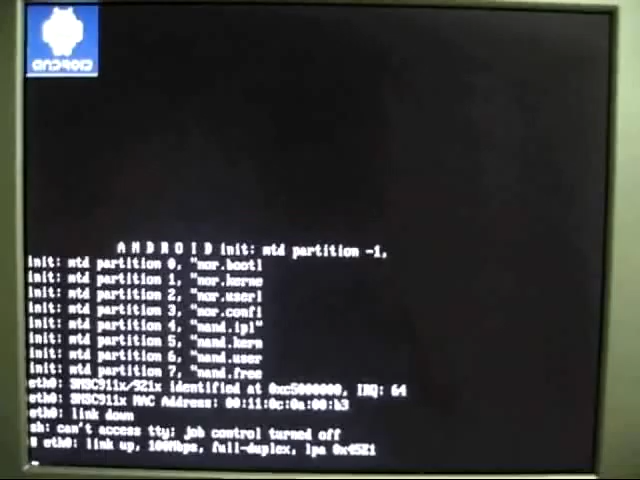 ANDROID
A N D R O I D init: mtd partition -1,
init: mtd partition 0, "nor.bootl
init: mtd partition 1, "nor.kerne
init: mtd partition 2, "nor.userl
init: mtd partition 3, "nor.confi
init: mtd partition 4, "nand.ipl"
init: mtd partition 5, "nand.kern
init: mtd partition 6, "nand.user
init: mtd partition 7, "nand.free
eth0: SMSC911x/921x identified at 0xc5000000, IRQ: 64
eth0: SMSC911x MAC Address: 00:11:0c:0a:00:b3
eth0: link down
sh: can't access tty; job control turned off
# eth0: link up, 100Mbps, full-duplex, lpa 0x45E1